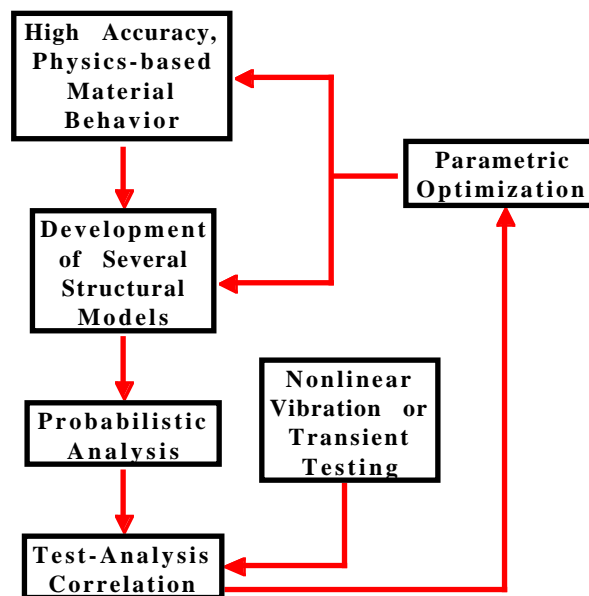 High Accuracy,
Physics-based
Material
Behavior
Parametric
Optimization
Development
of Several
Structural
Models
Nonlinear
Vibration or
Transient
Testing
Probabilistic
Analysis
Test-Analysis
Correlation